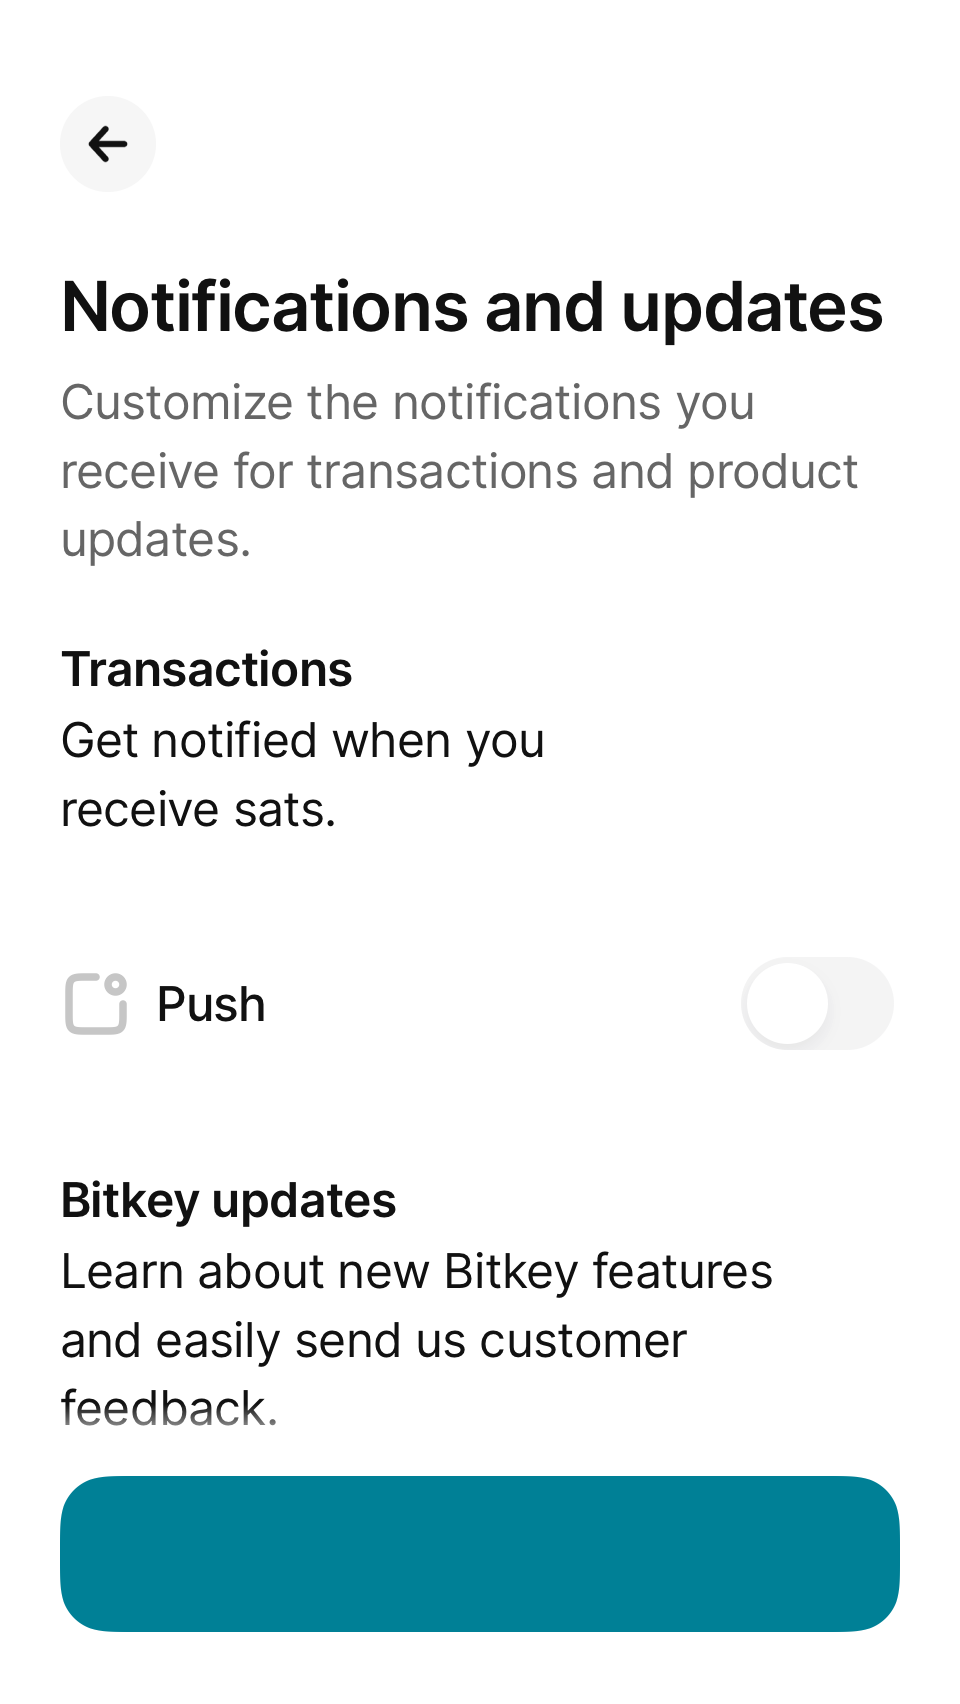 Notifications and updates
Customize the notifications you
receive for transactions and product
updates.
Transactions
Get notified when you
receive sats.
Push
Bitkey updates
Learn about new Bitkey features
and easily send us customer
feedback.